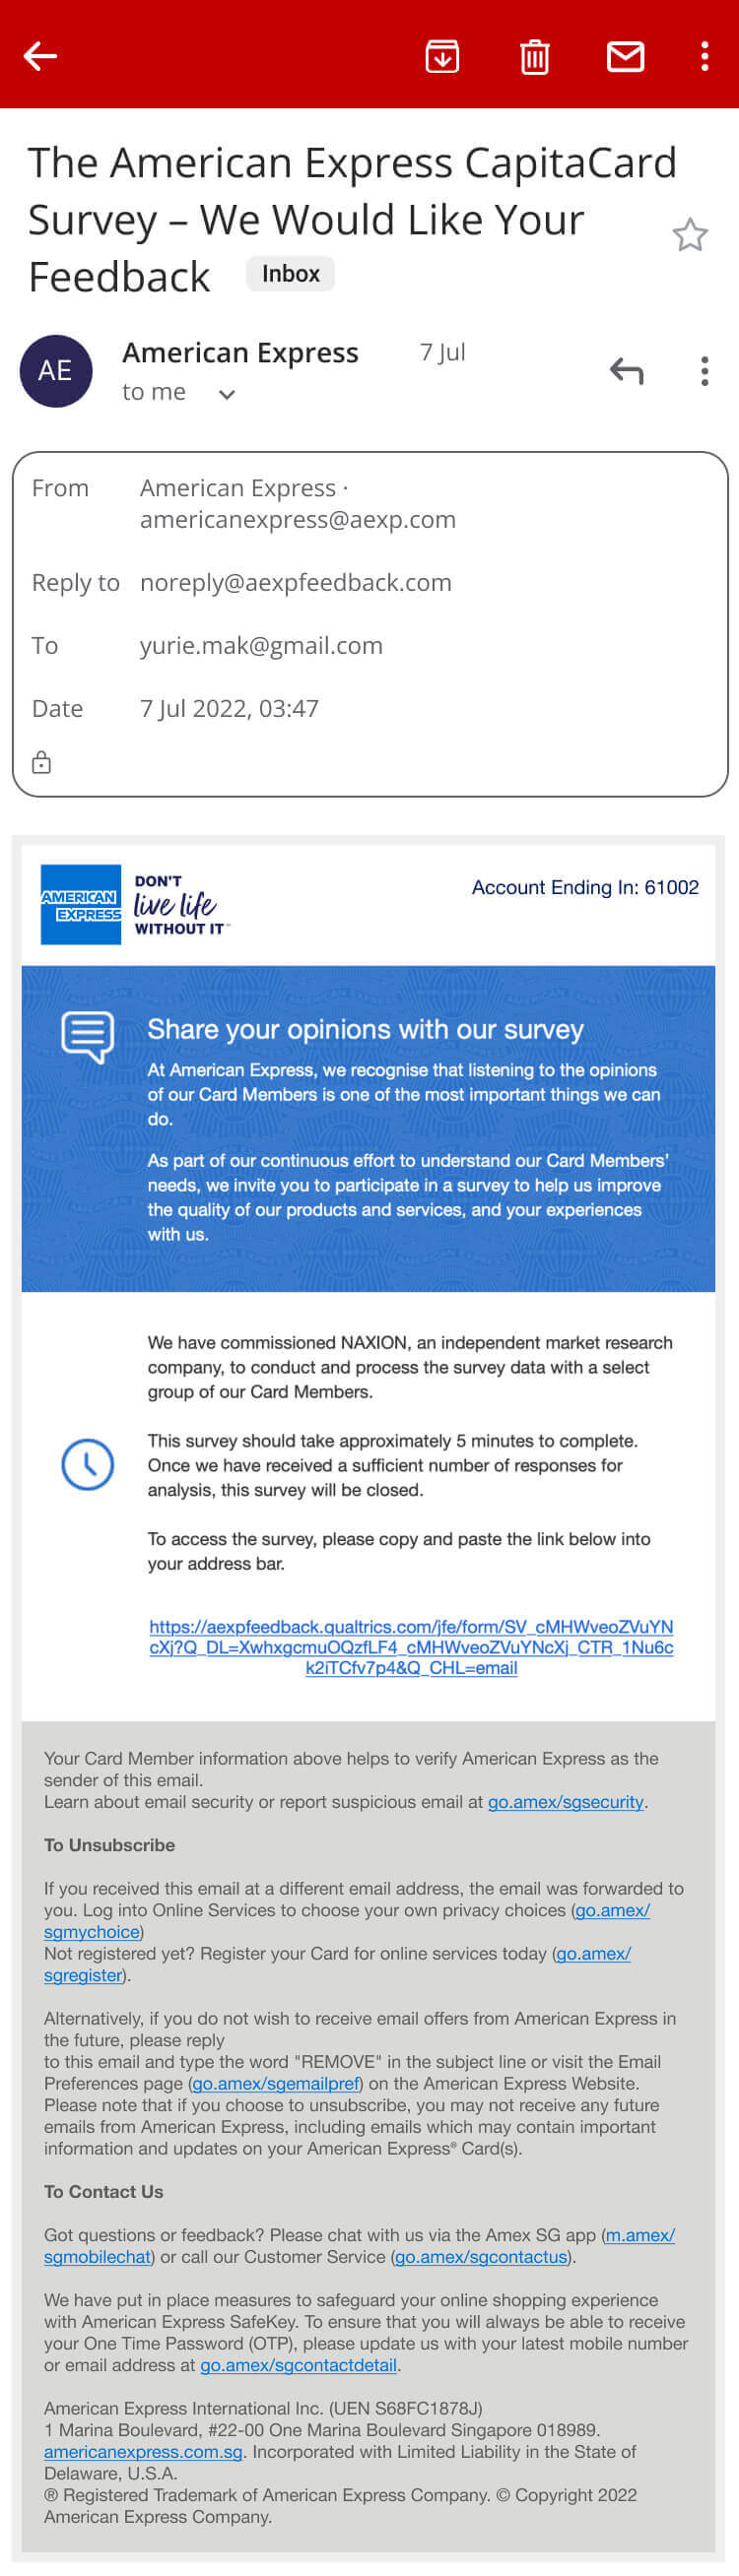 The American Express CapitaCard
Survey – We Would Like Your
Feedback Inbox
AE
American Express 7 Jul
to me
From American Express ·
americanexpress@aexp.com
Reply to noreply@aexpfeedback.com
To yurie.mak@gmail.com
Date 7 Jul 2022, 03:47
AMERICAN
EXPRESS
DON'T
live life
WITHOUT IT™
Account Ending In: 61002
Share your opinions with our survey
At American Express, we recognise that listening to the opinions
of our Card Members is one of the most important things we can
do.
As part of our continuous effort to understand our Card Members'
needs, we invite you to participate in a survey to help us improve
the quality of our products and services, and your experiences
with us.
We have commissioned NAXION, an independent market research
company, to conduct and process the survey data with a select
group of our Card Members.
This survey should take approximately 5 minutes to complete.
Once we have received a sufficient number of responses for
analysis, this survey will be closed.
To access the survey, please copy and paste the link below into
your address bar.
https://aexpfeedback.qualtrics.com/jfe/form/SV_cMHWveoZVuYN
cXj?Q_DL=XwhxgcmuOQzfLF4_cMHWveoZVuYNcXj_CTR_1Nu6c
k2iTCfv7p4&Q_CHL=email
Your Card Member information above helps to verify American Express as the
sender of this email.
Learn about email security or report suspicious email at go.amex/sgsecurity.
To Unsubscribe
If you received this email at a different email address, the email was forwarded to
you. Log into Online Services to choose your own privacy choices (go.amex/
sgmychoice)
Not registered yet? Register your Card for online services today (go.amex/
sgregister).
Alternatively, if you do not wish to receive email offers from American Express in
the future, please reply
to this email and type the word "REMOVE" in the subject line or visit the Email
Preferences page (go.amex/sgemailpref) on the American Express Website.
Please note that if you choose to unsubscribe, you may not receive any future
emails from American Express, including emails which may contain important
information and updates on your American Express® Card(s).
To Contact Us
Got questions or feedback? Please chat with us via the Amex SG app (m.amex/
sgmobilechat) or call our Customer Service (go.amex/sgcontactus).
We have put in place measures to safeguard your online shopping experience
with American Express SafeKey. To ensure that you will always be able to receive
your One Time Password (OTP), please update us with your latest mobile number
or email address at go.amex/sgcontactdetail.
American Express International Inc. (UEN S68FC1878J)
1 Marina Boulevard, #22-00 One Marina Boulevard Singapore 018989.
americanexpress.com.sg. Incorporated with Limited Liability in the State of
Delaware, U.S.A.
® Registered Trademark of American Express Company. © Copyright 2022
American Express Company.